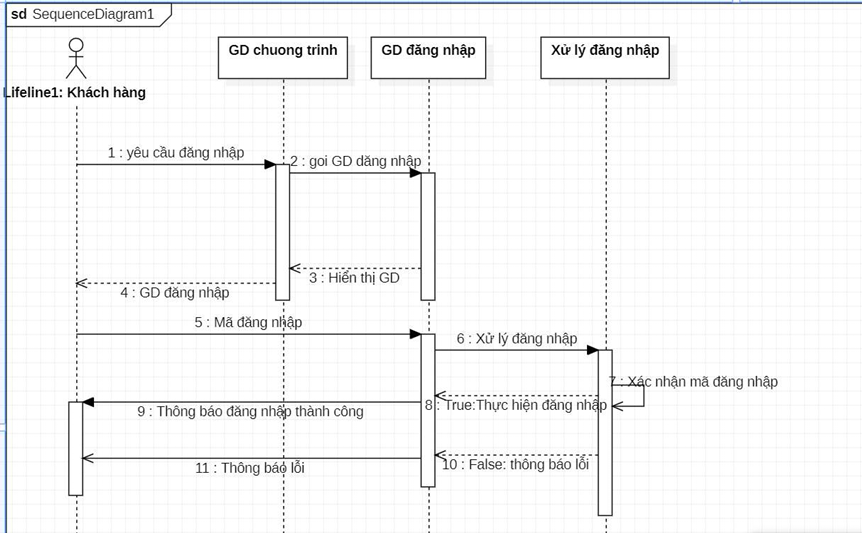 sd SequenceDiagram1
GD chuong trinh
GD đăng nhập
Xử lý đăng nhập
Lifeline1: Khách hàng
1 : yêu cầu đăng nhập
2 : goi GD dăng nhập
3 : Hiển thị GD
4 : GD đăng nhập
5 : Mã đăng nhập
6 : Xử lý đăng nhập
7 : Xác nhận mã đăng nhập
8 : True:Thực hiện đăng nhập
9 : Thông báo đăng nhập thành công
10 : False: thông báo lỗi
11 : Thông báo lỗi